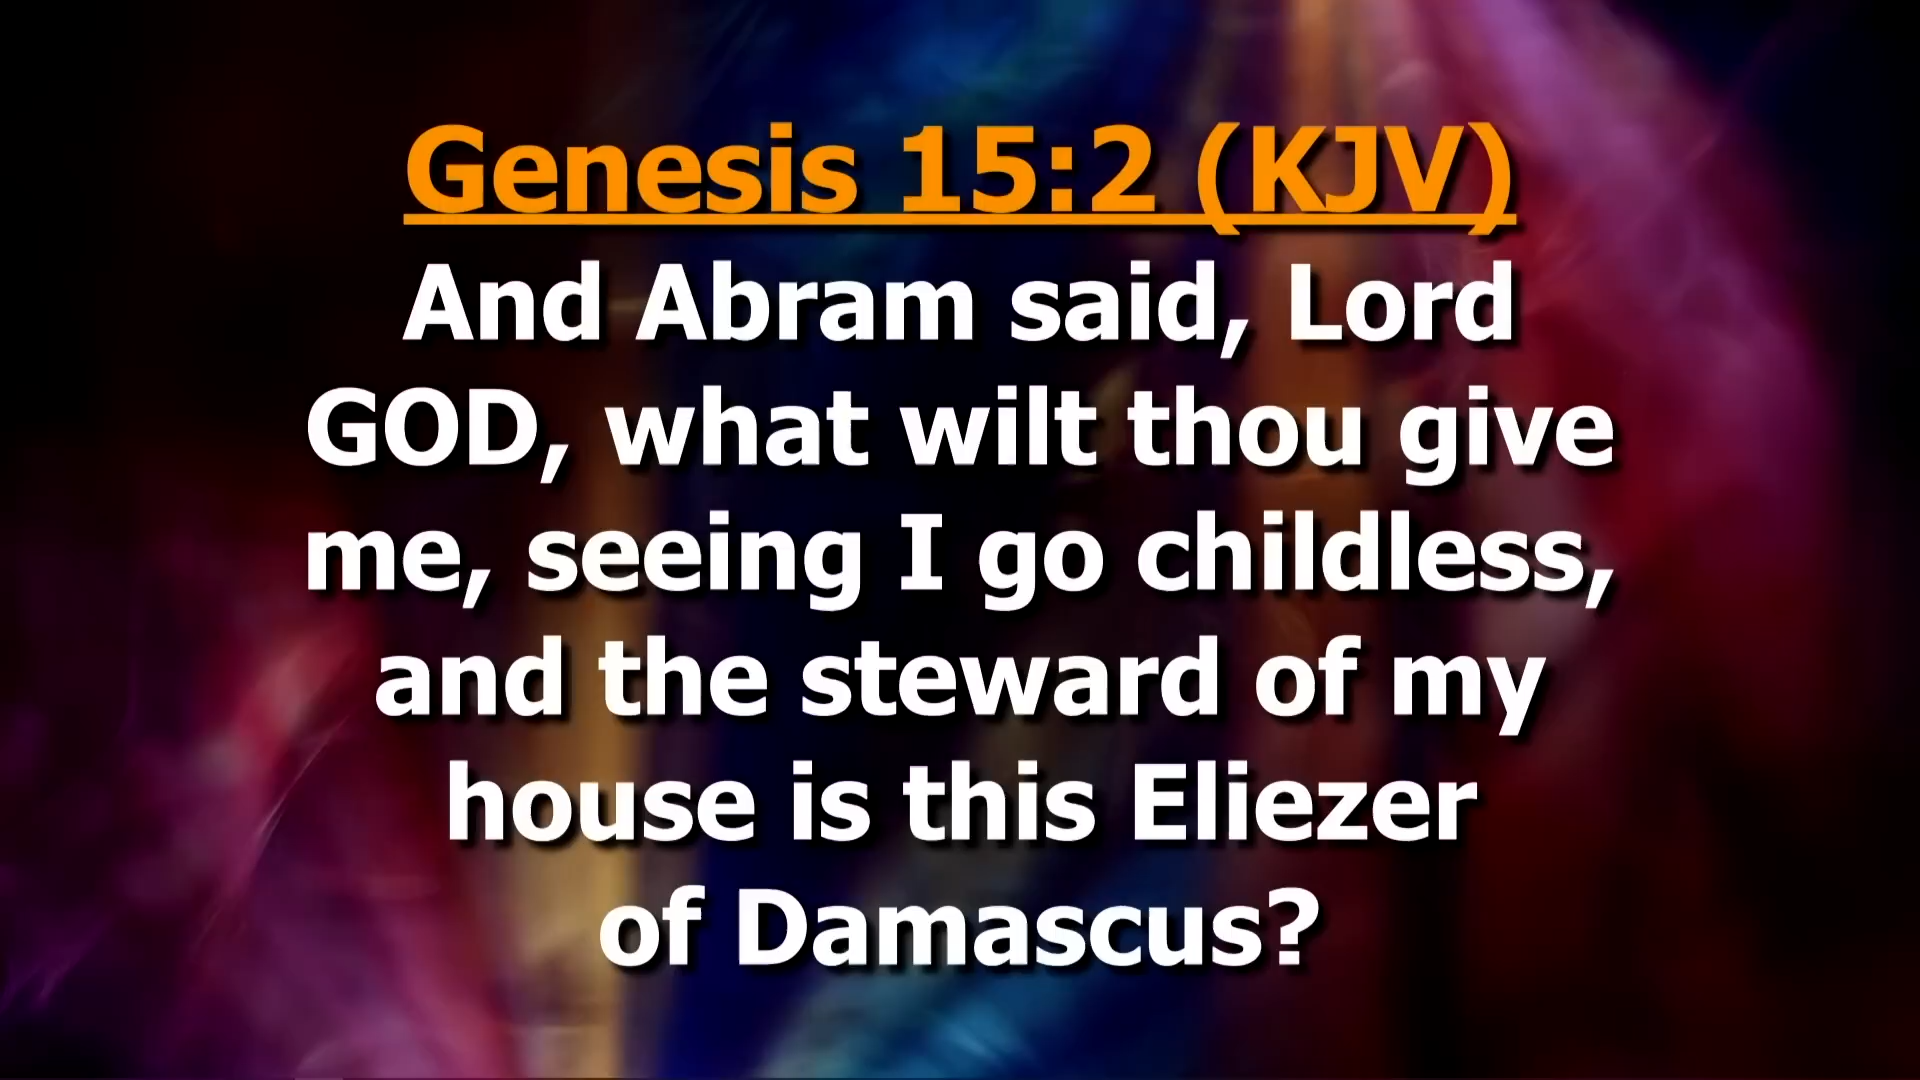 Genesis 15:2 (KJV)
And Abram said, Lord
GOD, what wilt thou give
me, seeing I go childless,
and the steward of my
house is this Eliezer
of Damascus?